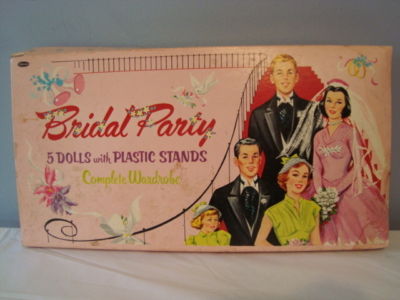 Bridal Party
5 DOLLS with PLASTIC STANDS
Complete Wardrobe